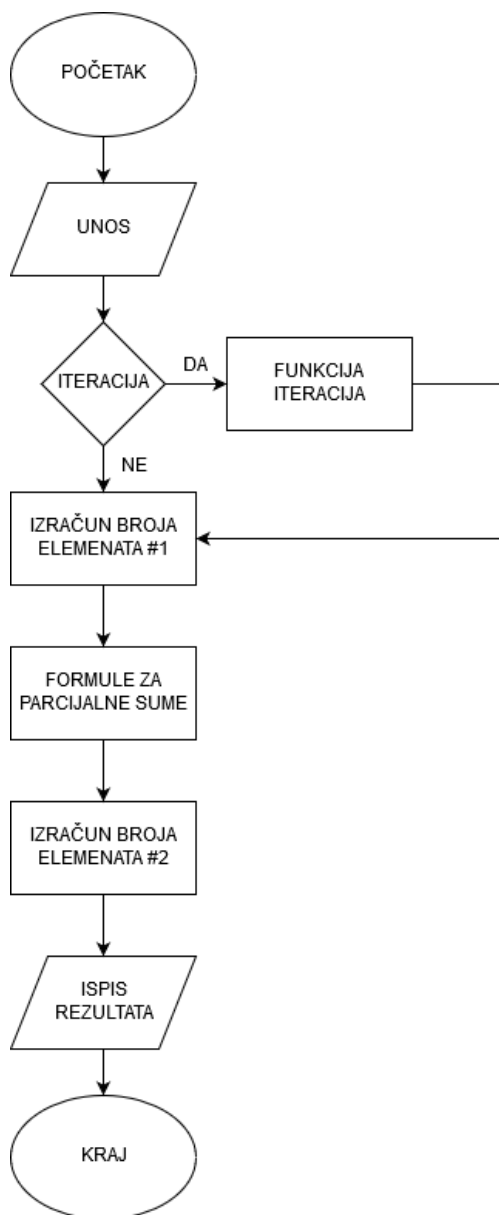 POČETAK
UNOS
ITERACIJA
DA
FUNKCIJA
ITERACIJA
NE
IZRAČUN BROJA
ELEMENATA #1
FORMULE ZA
PARCIJALNE SUME
IZRAČUN BROJA
ELEMENATA #2
ISPIS
REZULTATA
KRAJ